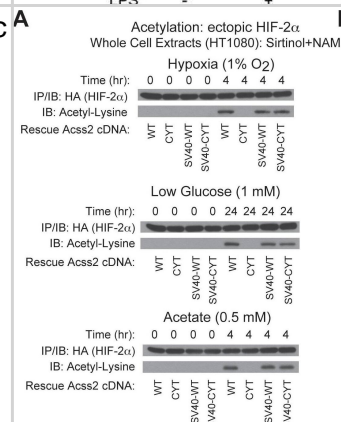 C A
Acetylation: ectopic HIF-2α
Whole Cell Extracts (HT1080): Sirtinol+NAM
Hypoxia (1% O2)
Time (hr): 0 0 0 0 4 4 4 4
IP/IB: HA (HIF-2α)
IB: Acetyl-Lysine
Rescue Acss2 cDNA: WT CYT SV40-WT SV40-CYT WT CYT SV40-WT SV40-CYT
Low Glucose (1 mM)
Time (hr): 0 0 0 0 24 24 24 24
IP/IB: HA (HIF-2α)
IB: Acetyl-Lysine
Rescue Acss2 cDNA: WT CYT SV40-WT SV40-CYT WT CYT SV40-WT SV40-CYT
Acetate (0.5 mM)
Time (hr): 0 0 0 0 4 4 4 4
IP/IB: HA (HIF-2α)
IB: Acetyl-Lysine
Rescue Acss2 cDNA: WT CYT SV40-WT V40-CYT WT CYT SV40-WT V40-CYT